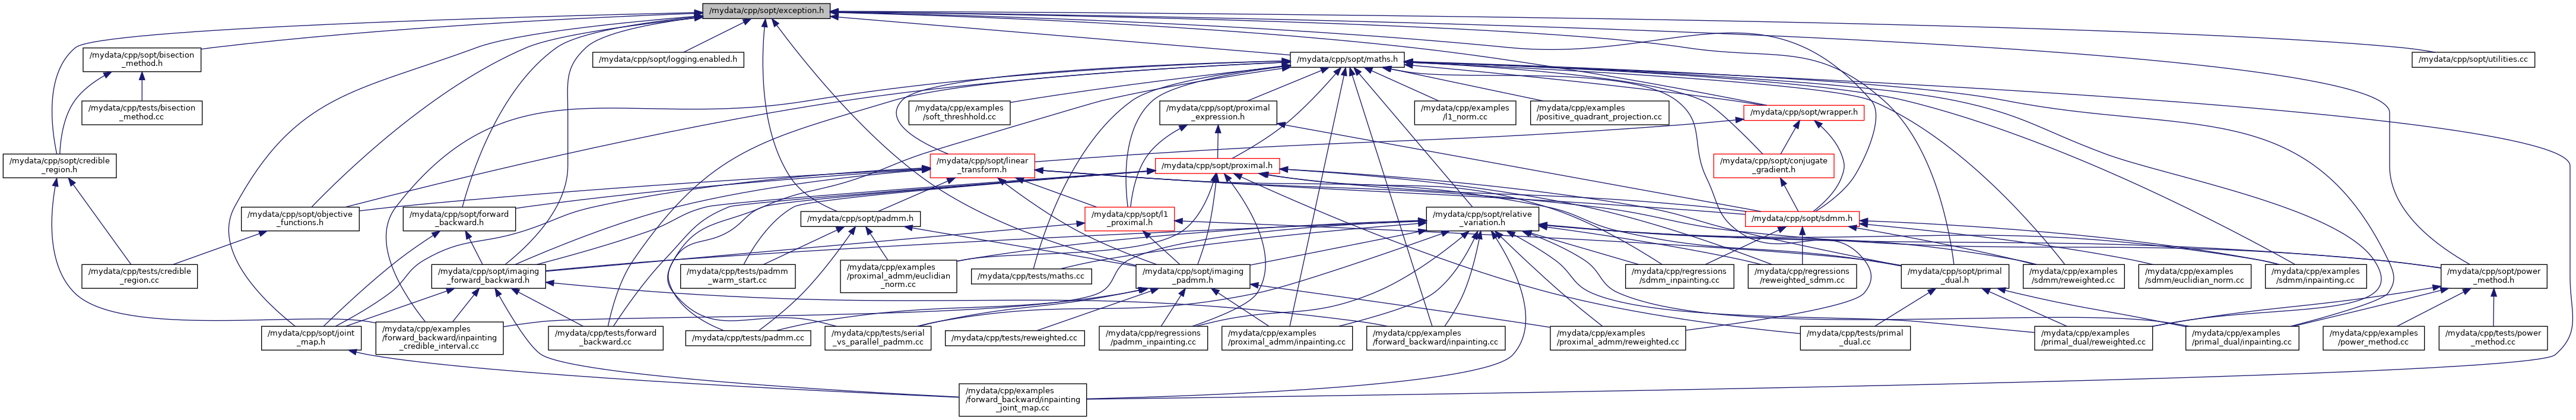 /mydata/cpp/sopt/exception.h
/mydata/cpp/sopt/bisection
_method.h
/mydata/cpp/sopt/logging.enabled.h
/mydata/cpp/sopt/maths.h
/mydata/cpp/sopt/utilities.cc
/mydata/cpp/tests/bisection
_method.cc
/mydata/cpp/examples
/soft_threshhold.cc
/mydata/cpp/sopt/proximal
_expression.h
/mydata/cpp/examples
/l1_norm.cc
/mydata/cpp/examples
/positive_quadrant_projection.cc
/mydata/cpp/sopt/wrapper.h
/mydata/cpp/sopt/credible
_region.h
/mydata/cpp/sopt/linear
_transform.h
/mydata/cpp/sopt/proximal.h
/mydata/cpp/sopt/conjugate
_gradient.h
/mydata/cpp/sopt/objective
_functions.h
/mydata/cpp/sopt/forward
_backward.h
/mydata/cpp/sopt/padmm.h
/mydata/cpp/sopt/l1
_proximal.h
/mydata/cpp/sopt/relative
_variation.h
/mydata/cpp/sopt/sdmm.h
/mydata/cpp/tests/credible
_region.cc
/mydata/cpp/sopt/imaging
_forward_backward.h
/mydata/cpp/tests/padmm
_warm_start.cc
/mydata/cpp/examples
/proximal_admm/euclidian
_norm.cc
/mydata/cpp/tests/maths.cc
/mydata/cpp/sopt/imaging
_padmm.h
/mydata/cpp/regressions
/sdmm_inpainting.cc
/mydata/cpp/regressions
/reweighted_sdmm.cc
/mydata/cpp/sopt/primal
_dual.h
/mydata/cpp/examples
/sdmm/reweighted.cc
/mydata/cpp/examples
/sdmm/euclidian_norm.cc
/mydata/cpp/examples
/sdmm/inpainting.cc
/mydata/cpp/sopt/power
_method.h
/mydata/cpp/sopt/joint
_map.h
/mydata/cpp/examples
/forward_backward/inpainting
_credible_interval.cc
/mydata/cpp/tests/forward
_backward.cc
/mydata/cpp/tests/padmm.cc
/mydata/cpp/tests/serial
_vs_parallel_padmm.cc
/mydata/cpp/tests/reweighted.cc
/mydata/cpp/regressions
/padmm_inpainting.cc
/mydata/cpp/examples
/proximal_admm/inpainting.cc
/mydata/cpp/examples
/forward_backward/inpainting.cc
/mydata/cpp/examples
/proximal_admm/reweighted.cc
/mydata/cpp/tests/primal
_dual.cc
/mydata/cpp/examples
/primal_dual/reweighted.cc
/mydata/cpp/examples
/primal_dual/inpainting.cc
/mydata/cpp/examples
/power_method.cc
/mydata/cpp/tests/power
_method.cc
/mydata/cpp/examples
/forward_backward/inpainting
_joint_map.cc